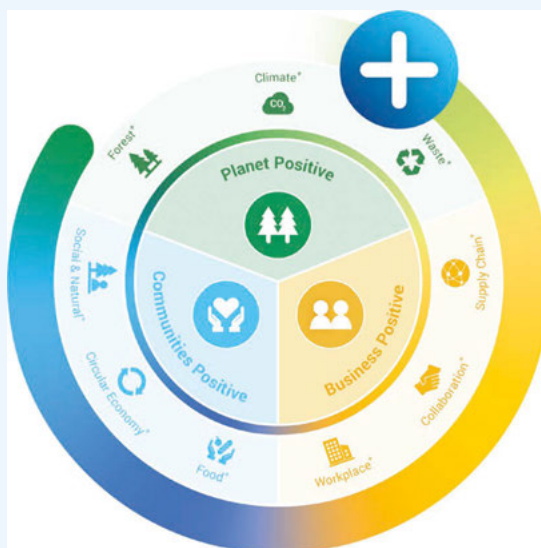 Climate+
Forest+
CO2
Waste+
Planet Positive
Social & Natural+
Supply Chain+
Communities Positive
Business Positive
Circular Economy+
Collaboration+
Food+
Workplace+